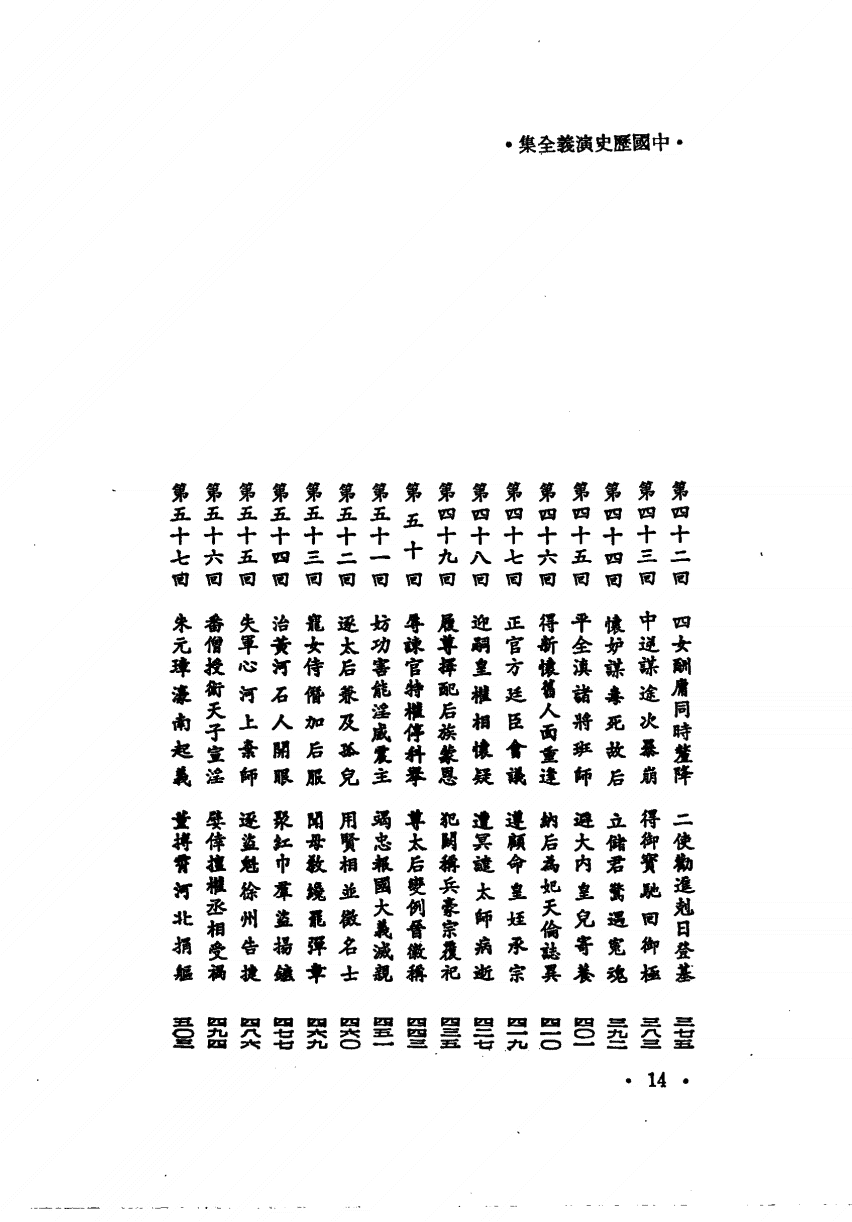 •中國歷史演義全集•
第四十二回 四女酬庸同時釐降 二使勸進剋日登基 三七五
第四十三回 中逆謀途次暴崩 得御寶馳回御極 三八三
第四十四回 懷妒謀毒死故后 立儲君驚遇冤魂 三九二
第四十五回 平全滇諸將班師 避大內皇兒寄養 四〇一
第四十六回 得新懷舊人面重逢 納后為妃天倫誌異 四一〇
第四十七回 正官方廷臣會議 遵顧命皇姪承宗 四一九
第四十八回 迎嗣皇權相懷疑 遭冥譴太師病逝 四二七
第四十九回 履尊擇配后族蒙恩 犯闕稱兵豪宗覆祀 四三五
第五十回 辱諫官特權停科舉 尊太后變例晉徽稱 四四三
第五十一回 妨功害能淫威震主 竭忠報國大義滅親 四五一
第五十二回 逐太后兼及孤兒 用賢相並徵名士 四六〇
第五十三回 寵女侍僭加后服 聞母教纔罷彈章 四六九
第五十四回 治黃河石人開眼 聚紅巾羣盜揚鑣 四七七
第五十五回 失軍心河上棄師 逐盜魁徐州告捷 四八六
第五十六回 番僧授術天子宣淫 嬖倖擅權丞相受禍 四九四
第五十七回 朱元璋濠南起義 董搏霄河北捐軀 五〇三
• 14 •